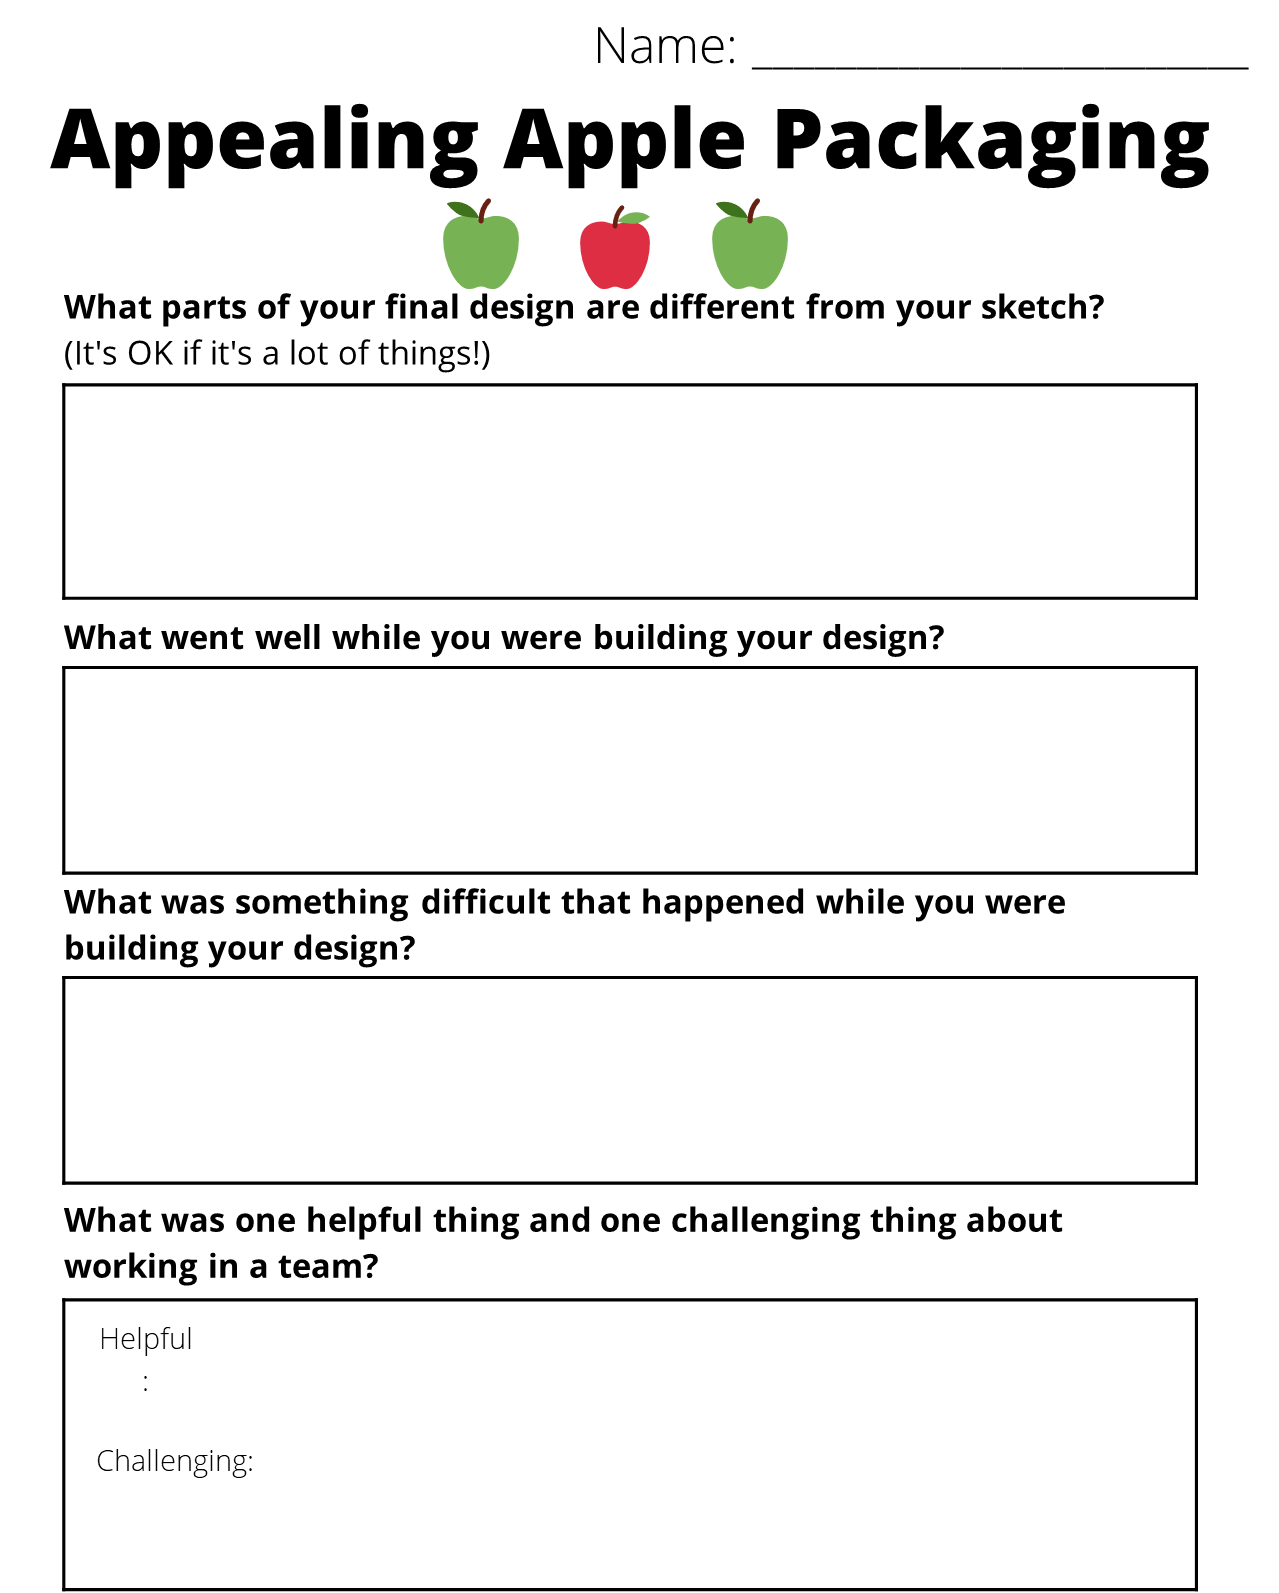 Name: ________________________
Appealing Apple Packaging
What parts of your final design are different from your sketch?
(It's OK if it's a lot of things!)
What went well while you were building your design?
What was something difficult that happened while you were
building your design?
What was one helpful thing and one challenging thing about
working in a team?
Helpful
:
Challenging: